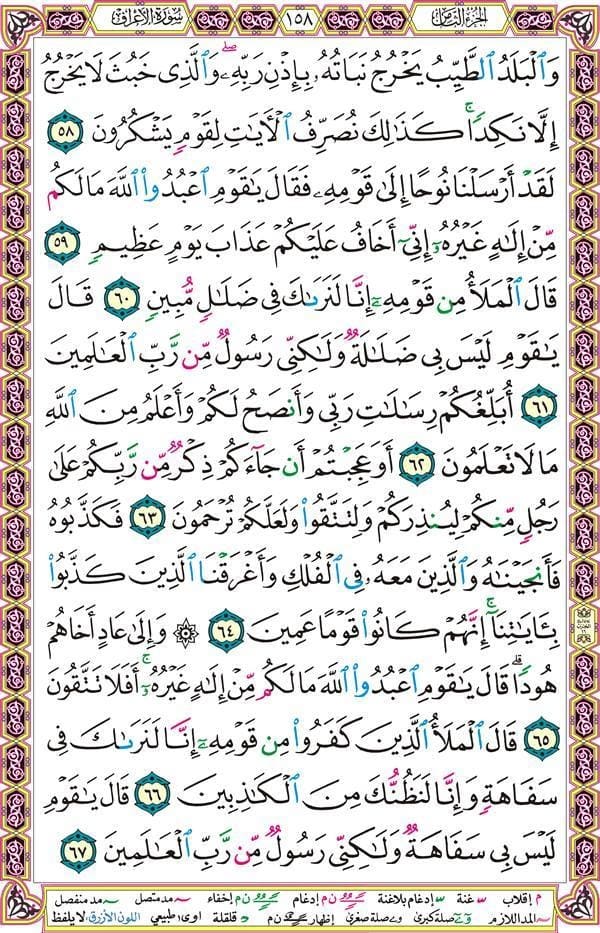 الجزء الثامن ١٥٨ سورة الأعراف
وَٱلْبَلَدُ ٱلطَّيِّبُ يَخْرُجُ نَبَاتُهُۥ بِإِذْنِ رَبِّهِۦ ۖ وَٱلَّذِى خَبُثَ لَا يَخْرُجُ
إِلَّا نَكِدًا ۚ كَذَٰلِكَ نُصَرِّفُ ٱلْـَٔايَٰتِ لِقَوْمٍ يَشْكُرُونَ ٥٨
لَقَدْ أَرْسَلْنَا نُوحًا إِلَىٰ قَوْمِهِۦ فَقَالَ يَٰقَوْمِ ٱعْبُدُوا۟ ٱللَّهَ مَا لَكُم
مِّنْ إِلَٰهٍ غَيْرُهُۥٓ إِنِّىٓ أَخَافُ عَلَيْكُمْ عَذَابَ يَوْمٍ عَظِيمٍ ٥٩
قَالَ ٱلْمَلَأُ مِن قَوْمِهِۦٓ إِنَّا لَنَرَىٰكَ فِى ضَلَٰلٍ مُّبِينٍ ٦٠ قَالَ
يَٰقَوْمِ لَيْسَ بِى ضَلَٰلَةٌ وَلَٰكِنِّى رَسُولٌ مِّن رَّبِّ ٱلْعَٰلَمِينَ
٦١ أُبَلِّغُكُمْ رِسَٰلَٰتِ رَبِّى وَأَنصَحُ لَكُمْ وَأَعْلَمُ مِنَ ٱللَّهِ
مَا لَا تَعْلَمُونَ ٦٢ أَوَعَجِبْتُمْ أَن جَآءَكُمْ ذِكْرٌ مِّن رَّبِّكُمْ عَلَىٰ
رَجُلٍ مِّنكُمْ لِيُنذِرَكُمْ وَلِتَتَّقُوا۟ وَلَعَلَّكُمْ تُرْحَمُونَ ٦٣ فَكَذَّبُوهُ
فَأَنجَيْنَٰهُ وَٱلَّذِينَ مَعَهُۥ فِى ٱلْفُلْكِ وَأَغْرَقْنَا ٱلَّذِينَ كَذَّبُوا۟
بِـَٔايَٰتِنَآ ۚ إِنَّهُمْ كَانُوا۟ قَوْمًا عَمِينَ ٦٤ ۞ وَإِلَىٰ عَادٍ أَخَاهُمْ
هُودًا ۗ قَالَ يَٰقَوْمِ ٱعْبُدُوا۟ ٱللَّهَ مَا لَكُم مِّنْ إِلَٰهٍ غَيْرُهُۥٓ ۚ أَفَلَا تَتَّقُونَ
٦٥ قَالَ ٱلْمَلَأُ ٱلَّذِينَ كَفَرُوا۟ مِن قَوْمِهِۦٓ إِنَّا لَنَرَىٰكَ فِى
سَفَاهَةٍ وَإِنَّا لَنَظُنُّكَ مِنَ ٱلْكَٰذِبِينَ ٦٦ قَالَ يَٰقَوْمِ
لَيْسَ بِى سَفَاهَةٌ وَلَٰكِنِّى رَسُولٌ مِّن رَّبِّ ٱلْعَٰلَمِينَ ٦٧
م إقلاب غنة إدغام بلاغنة ن م إدغام إخفاء مد متصل مد منفصل
المد اللازم صلة كبرى صلة صغرى إظهار ن م قلقلة اوى طبيعي اللون الأزرق لا يلفظ